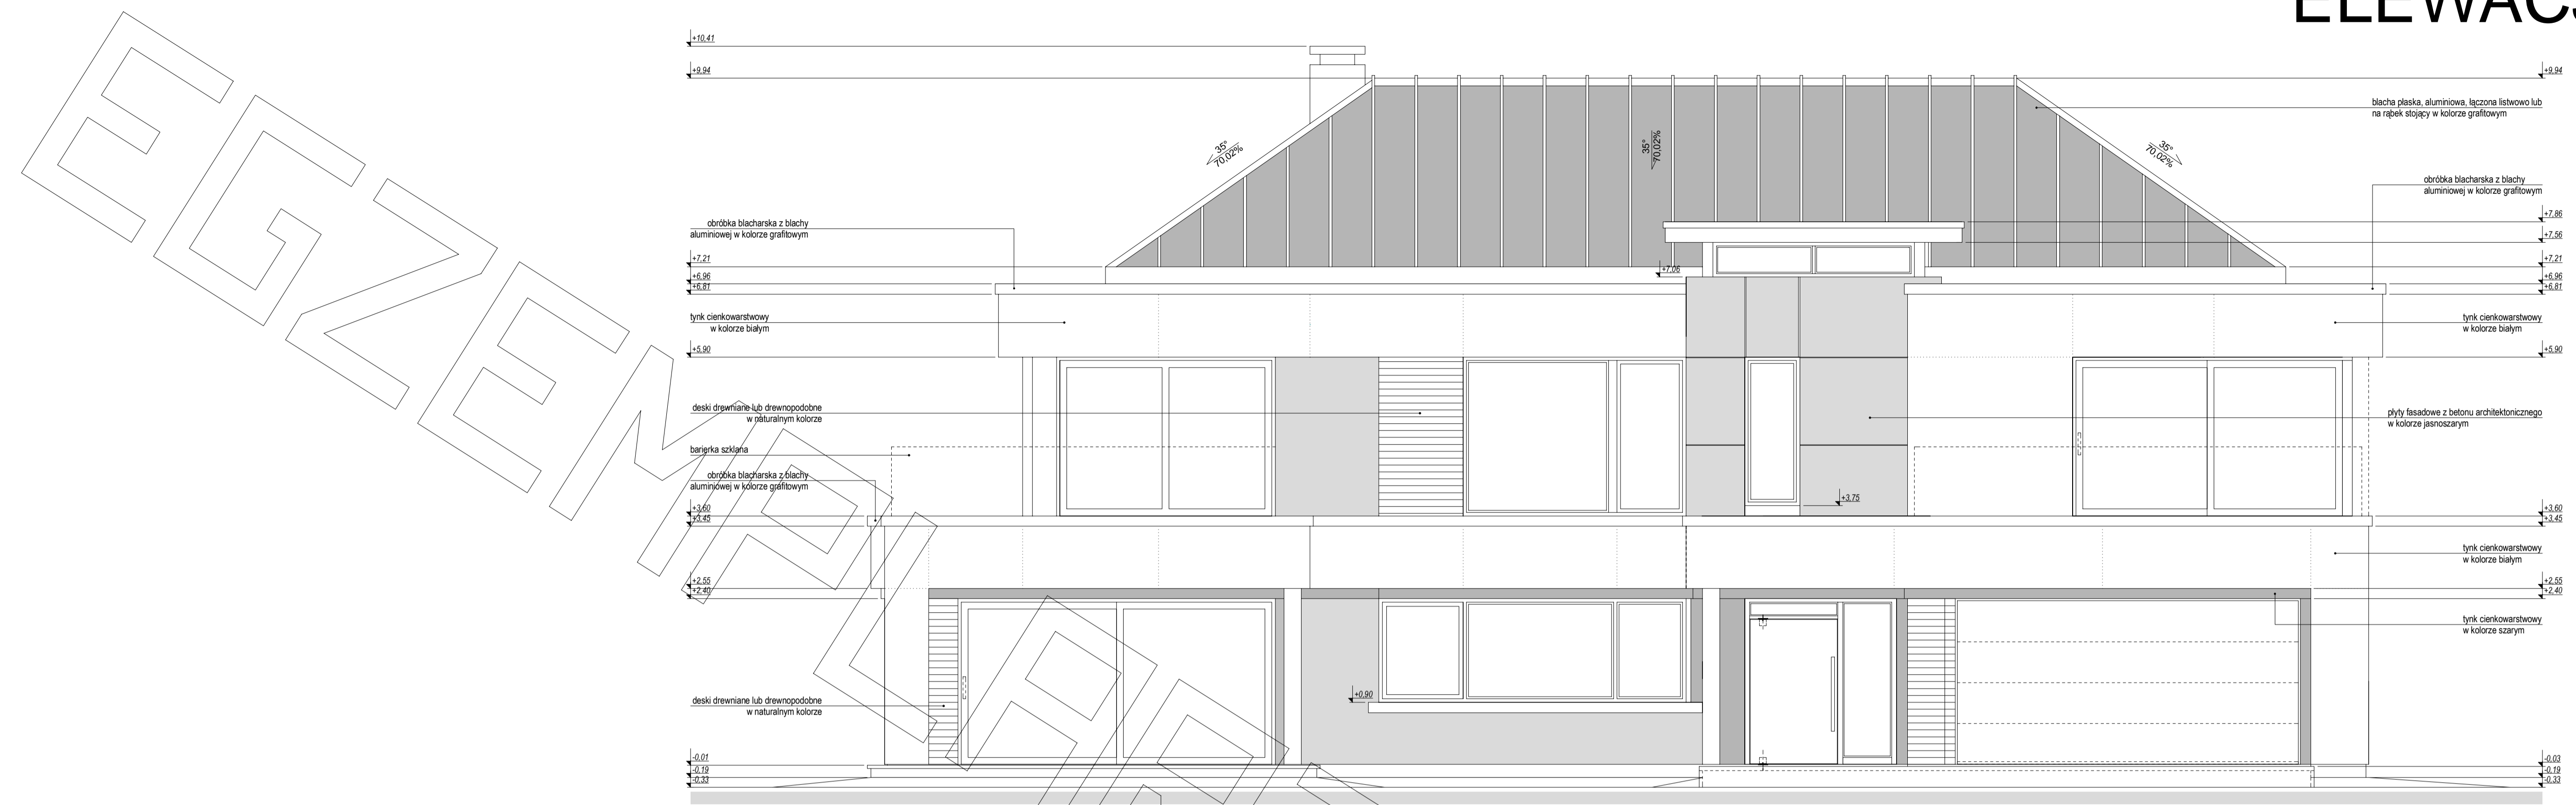 ELEWACJ
EGZEMPLARZ
+10,41
+9,94
+9,94
blacha płaska, aluminiowa, łączona listwowo lub
na rąbek stojący w kolorze grafitowym
35°
70,02%
35°
70,02%
35°
70,02%
obróbka blacharska z blachy
aluminiowej w kolorze grafitowym
obróbka blacharska z blachy
aluminiowej w kolorze grafitowym
+7,86
+7,56
+7,21
+6,96
+6,81
+7,06
+7,21
+6,96
+6,81
tynk cienkowarstwowy
w kolorze białym
tynk cienkowarstwowy
w kolorze białym
+5,90
+5,90
deski drewniane lub drewnopodobne
w naturalnym kolorze
płyty fasadowe z betonu architektonicznego
w kolorze jasnoszarym
barierka szklana
obróbka blacharska z blachy
aluminiowej w kolorze grafitowym
+3,75
+3,60
+3,45
+3,60
+3,45
tynk cienkowarstwowy
w kolorze białym
+2,55
+2,40
+2,55
+2,40
tynk cienkowarstwowy
w kolorze szarym
+0,90
deski drewniane lub drewnopodobne
w naturalnym kolorze
-0,01
-0,19
-0,33
-0,03
-0,19
-0,33